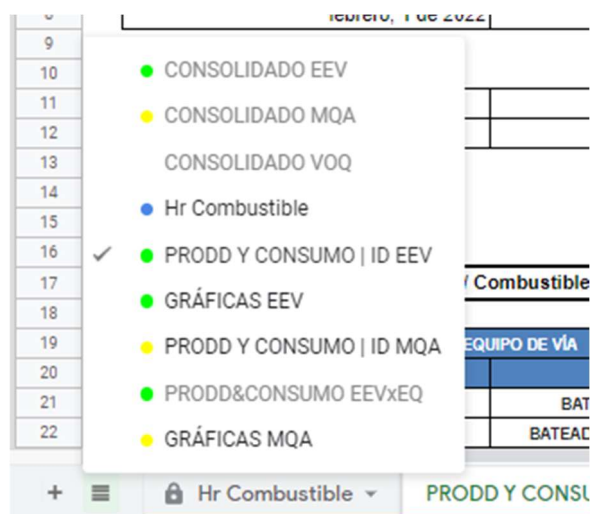 8 febrero, 1 de 2022
9
10 CONSOLIDADO EEV
11 CONSOLIDADO MQA
12
13 CONSOLIDADO VOQ
14 Hr Combustible
15
16 PRODD Y CONSUMO | ID EEV
17 / Combustible
18 GRÁFICAS EEV
19 PRODD Y CONSUMO | ID MQA EQUIPO DE VÍA
20
21 PRODD&CONSUMO EEVxEQ BAT
22 GRÁFICAS MQA BATEAD
+ Hr Combustible PRODD Y CONSU